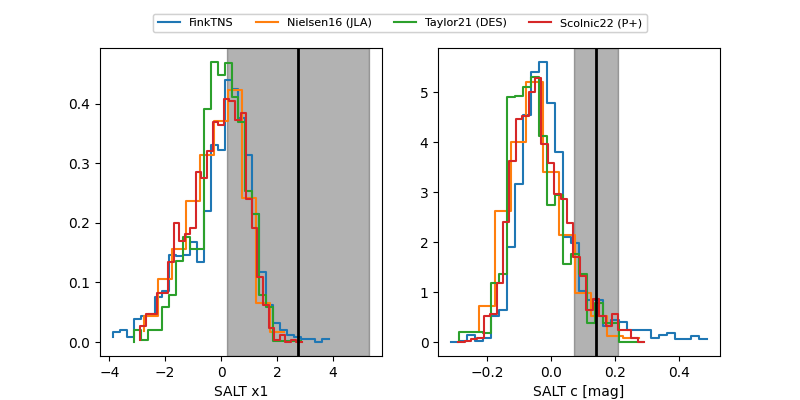 FinkTNS Nielsen16 (JLA) Taylor21 (DES) Scolnic22 (P+)
0.4
0.3
0.2
0.1
0.0
−4 −2 0 2 4
SALT x1
5
4
3
2
1
0
−0.2 0.0 0.2 0.4
SALT c [mag]